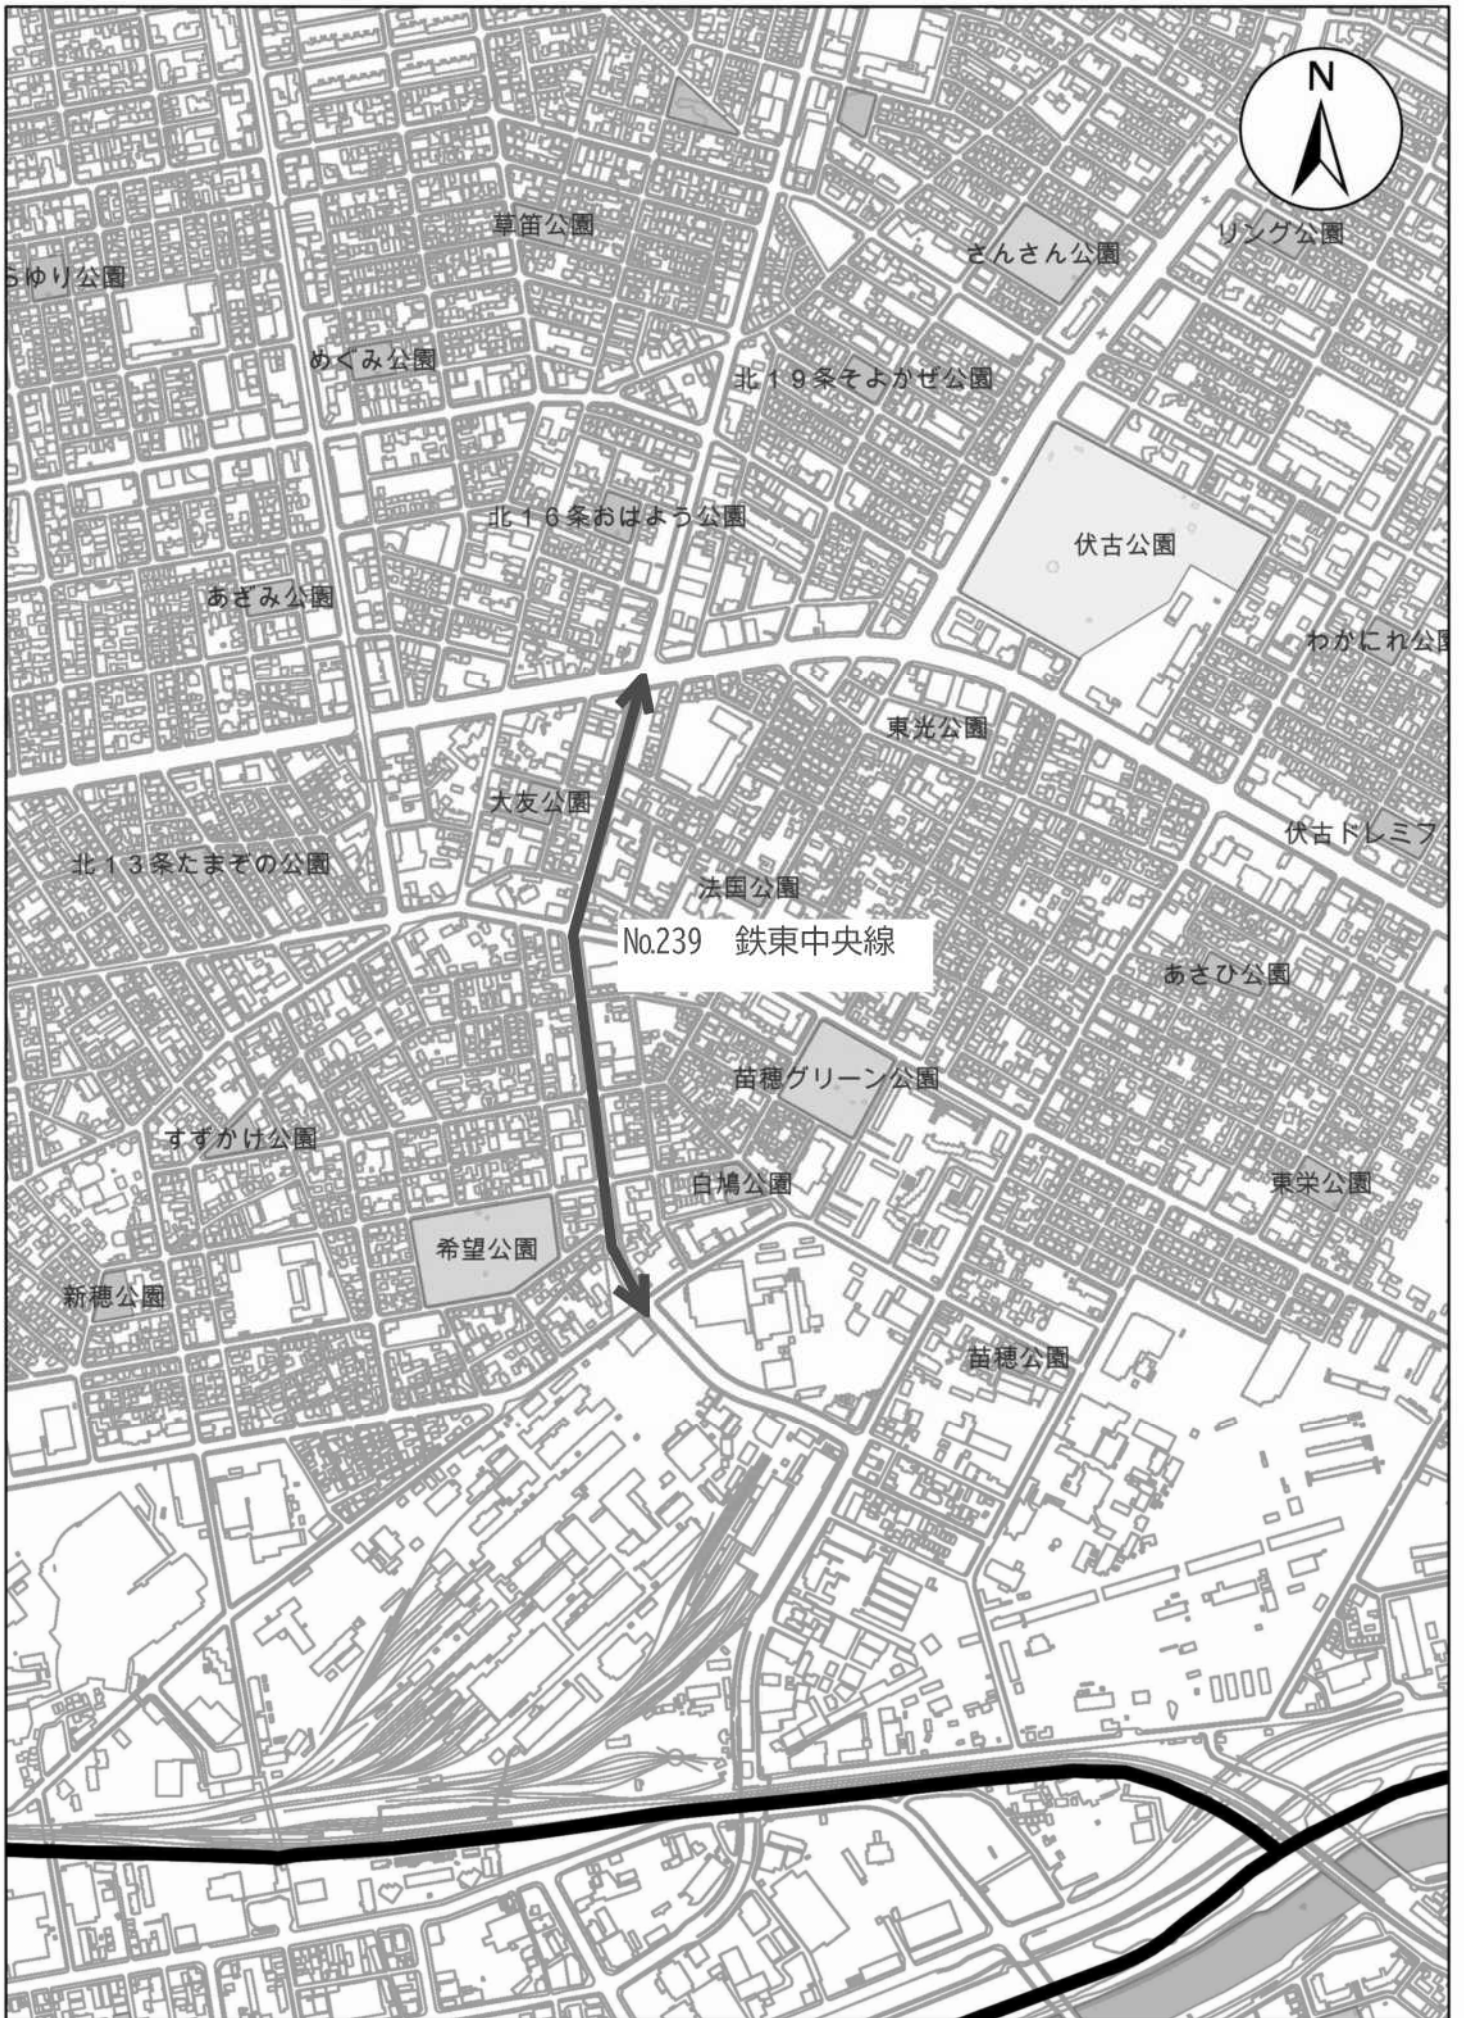 N
草笛公園
さんさん公園
リング公園
らゆり公園
めぐみ公園
北19条そよかぜ公園
北16条おはよう公園
伏古公園
あざみ公園
わかにれ公園
東光公園
大友公園
伏古ドレミファ
北13条たまぞの公園
法国公園
No.239 鉄東中央線
あさひ公園
苗穂グリーン公園
すずかけ公園
白鳩公園
東栄公園
希望公園
新穂公園
苗穂公園